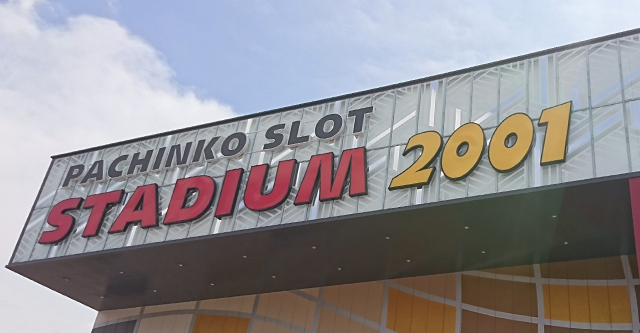 PACHINKO SLOT
STADIUM 2001